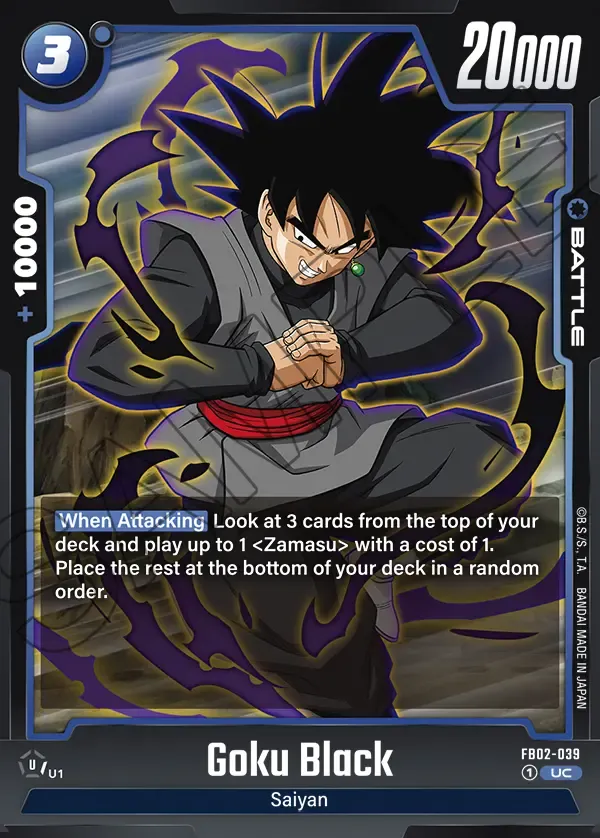 3
20000
+10000
BATTLE
When Attacking Look at 3 cards from the top of your
deck and play up to 1 <Zamasu> with a cost of 1.
Place the rest at the bottom of your deck in a random
order.
©B.S./S., T.A. BANDAI MADE IN JAPAN
SAMPLE
U/U1
Goku Black
FB02-039
1 UC
Saiyan